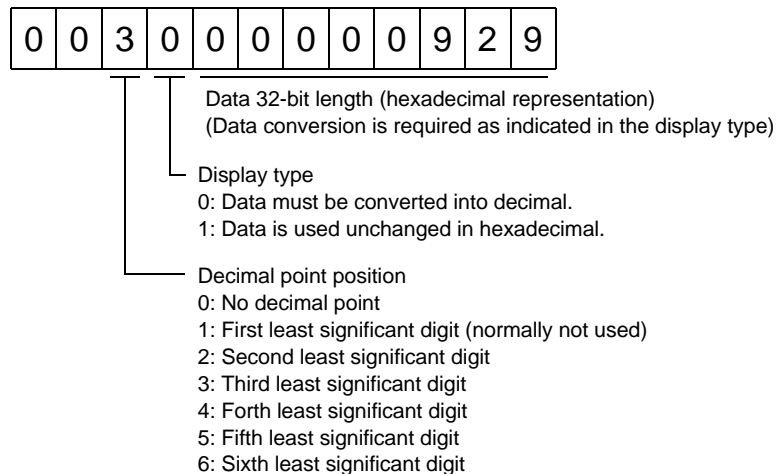 0 0 3 0 0 0 0 0 0 9 2 9
Data 32-bit length (hexadecimal representation)
(Data conversion is required as indicated in the display type)
Display type
0: Data must be converted into decimal.
1: Data is used unchanged in hexadecimal.
Decimal point position
0: No decimal point
1: First least significant digit (normally not used)
2: Second least significant digit
3: Third least significant digit
4: Forth least significant digit
5: Fifth least significant digit
6: Sixth least significant digit